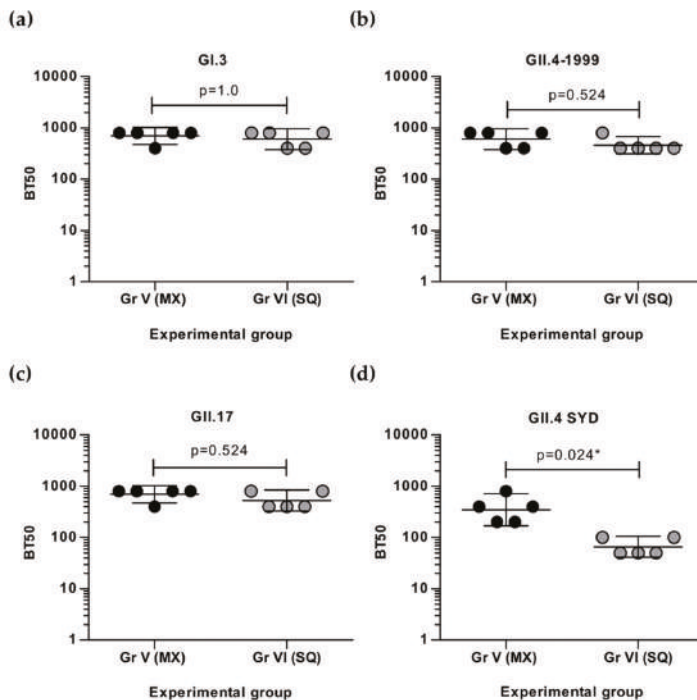 (a)
GI.3
10000
1000
100
10
1
BT50
p=1.0
Gr V (MX)
Gr VI (SQ)
Experimental group
(b)
GII.4-1999
10000
1000
100
10
1
BT50
p=0.524
Gr V (MX)
Gr VI (SQ)
Experimental group
(c)
GII.17
10000
1000
100
10
1
BT50
p=0.524
Gr V (MX)
Gr VI (SQ)
Experimental group
(d)
GII.4 SYD
10000
1000
100
10
1
BT50
p=0.024*
Gr V (MX)
Gr VI (SQ)
Experimental group